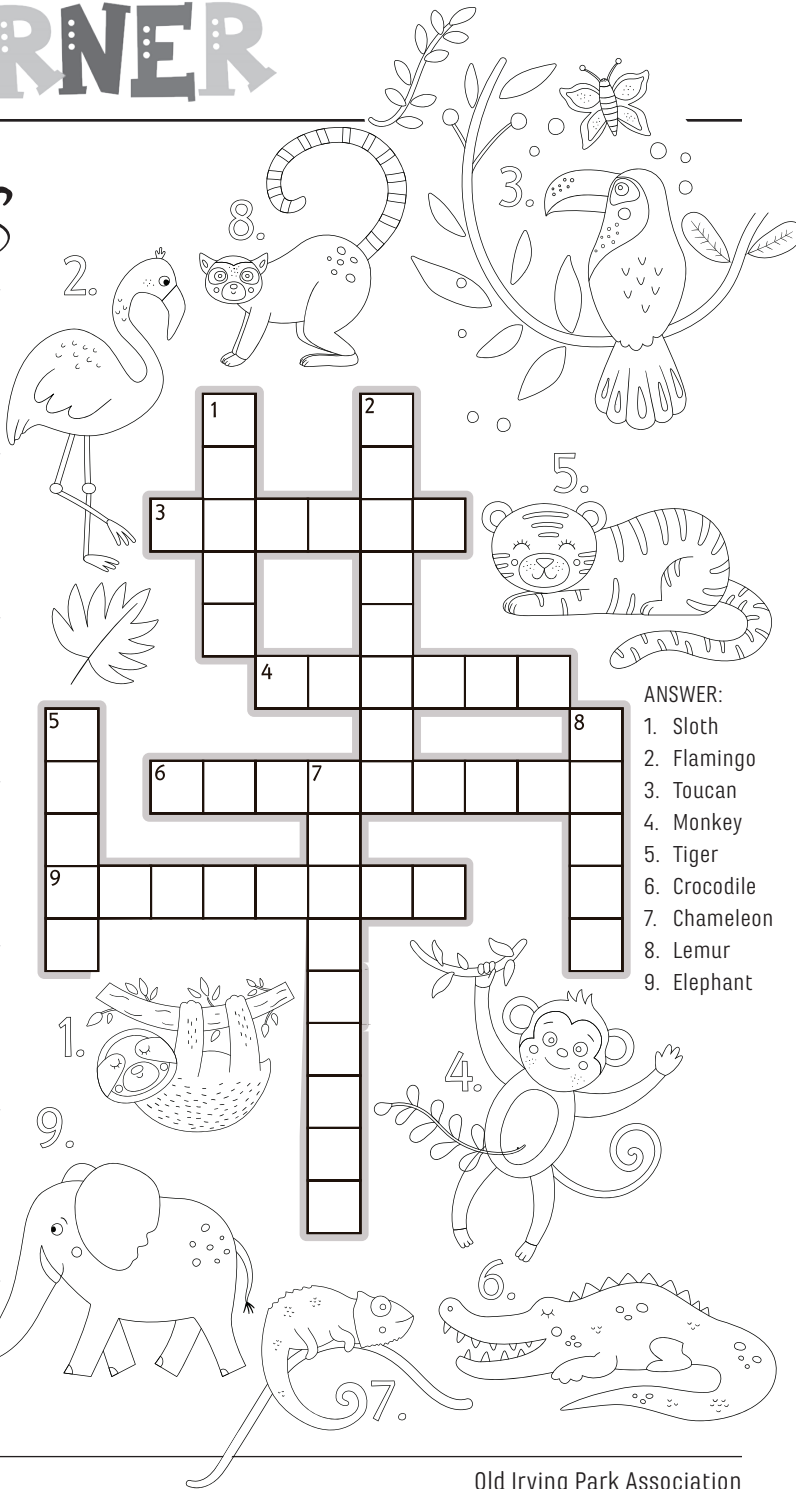 RNER
8.
3.
2.
1
2
3
5.
4
5
8
6
7
9
ANSWER:
1. Sloth
2. Flamingo
3. Toucan
4. Monkey
5. Tiger
6. Crocodile
7. Chameleon
8. Lemur
9. Elephant
1.
4.
9.
6.
7.
Old Irving Park Association